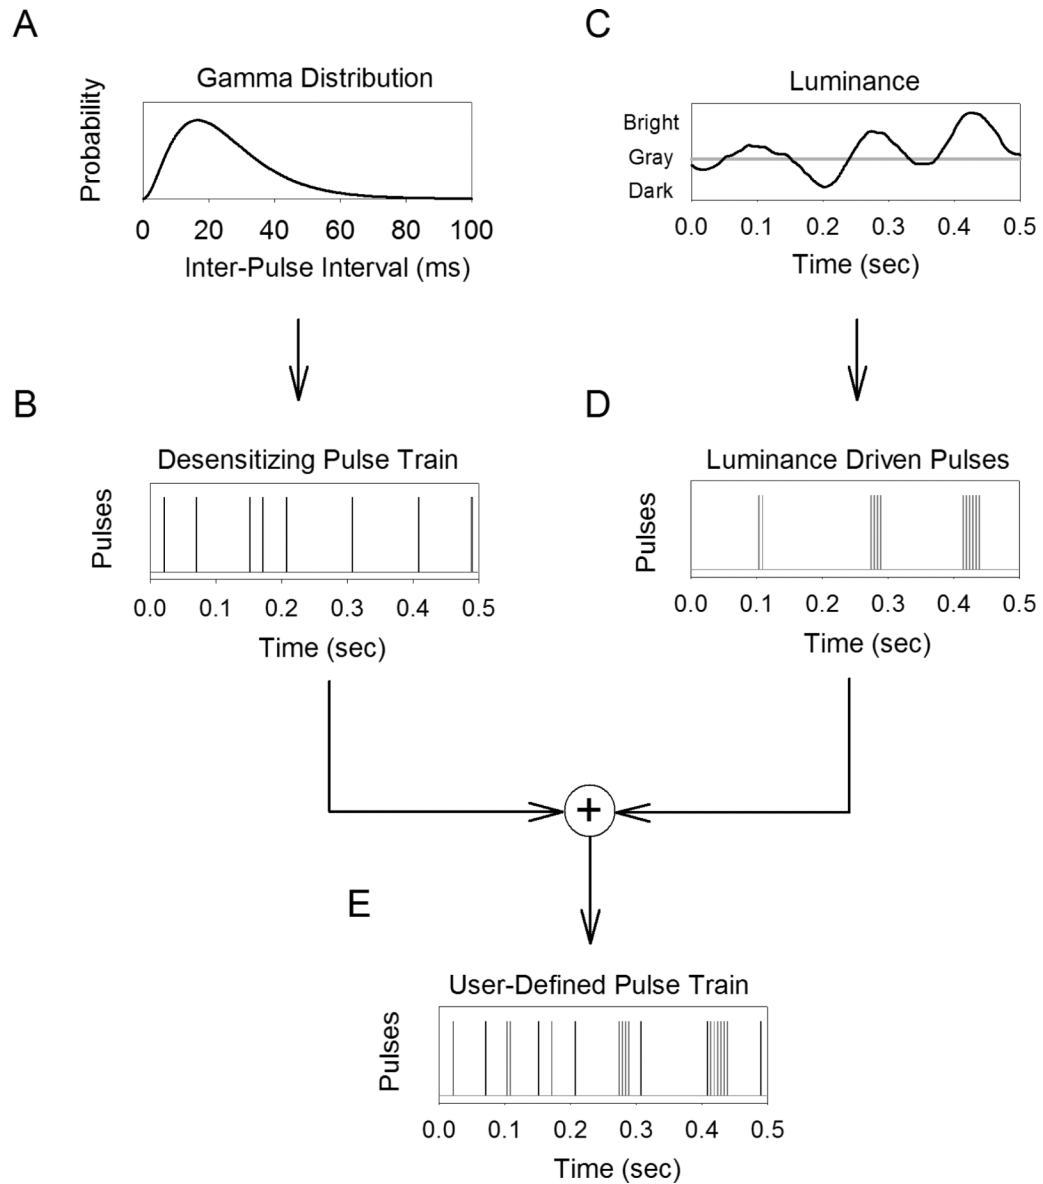 A
Gamma Distribution
Probability
0 20 40 60 80 100
Inter-Pulse Interval (ms)
C
Luminance
Bright
Gray
Dark
0.0 0.1 0.2 0.3 0.4 0.5
Time (sec)
B
Desensitizing Pulse Train
Pulses
0.0 0.1 0.2 0.3 0.4 0.5
Time (sec)
D
Luminance Driven Pulses
Pulses
0.0 0.1 0.2 0.3 0.4 0.5
Time (sec)
+
E
User-Defined Pulse Train
Pulses
0.0 0.1 0.2 0.3 0.4 0.5
Time (sec)